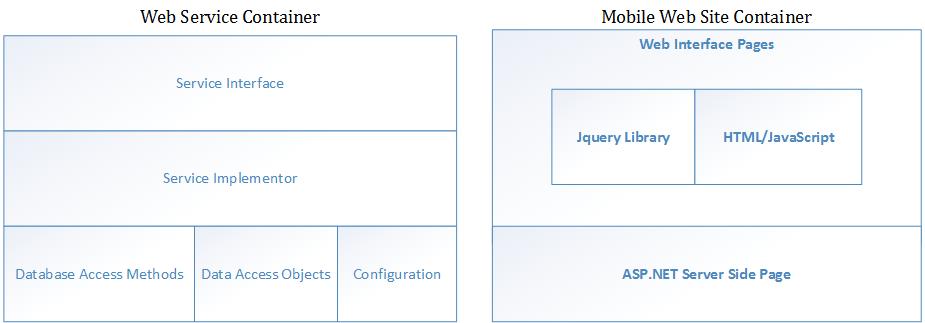 Web Service Container
Service Interface
Service Implementor
Database Access Methods
Data Access Objects
Configuration
Mobile Web Site Container
Web Interface Pages
Jquery Library
HTML/JavaScript
ASP.NET Server Side Page